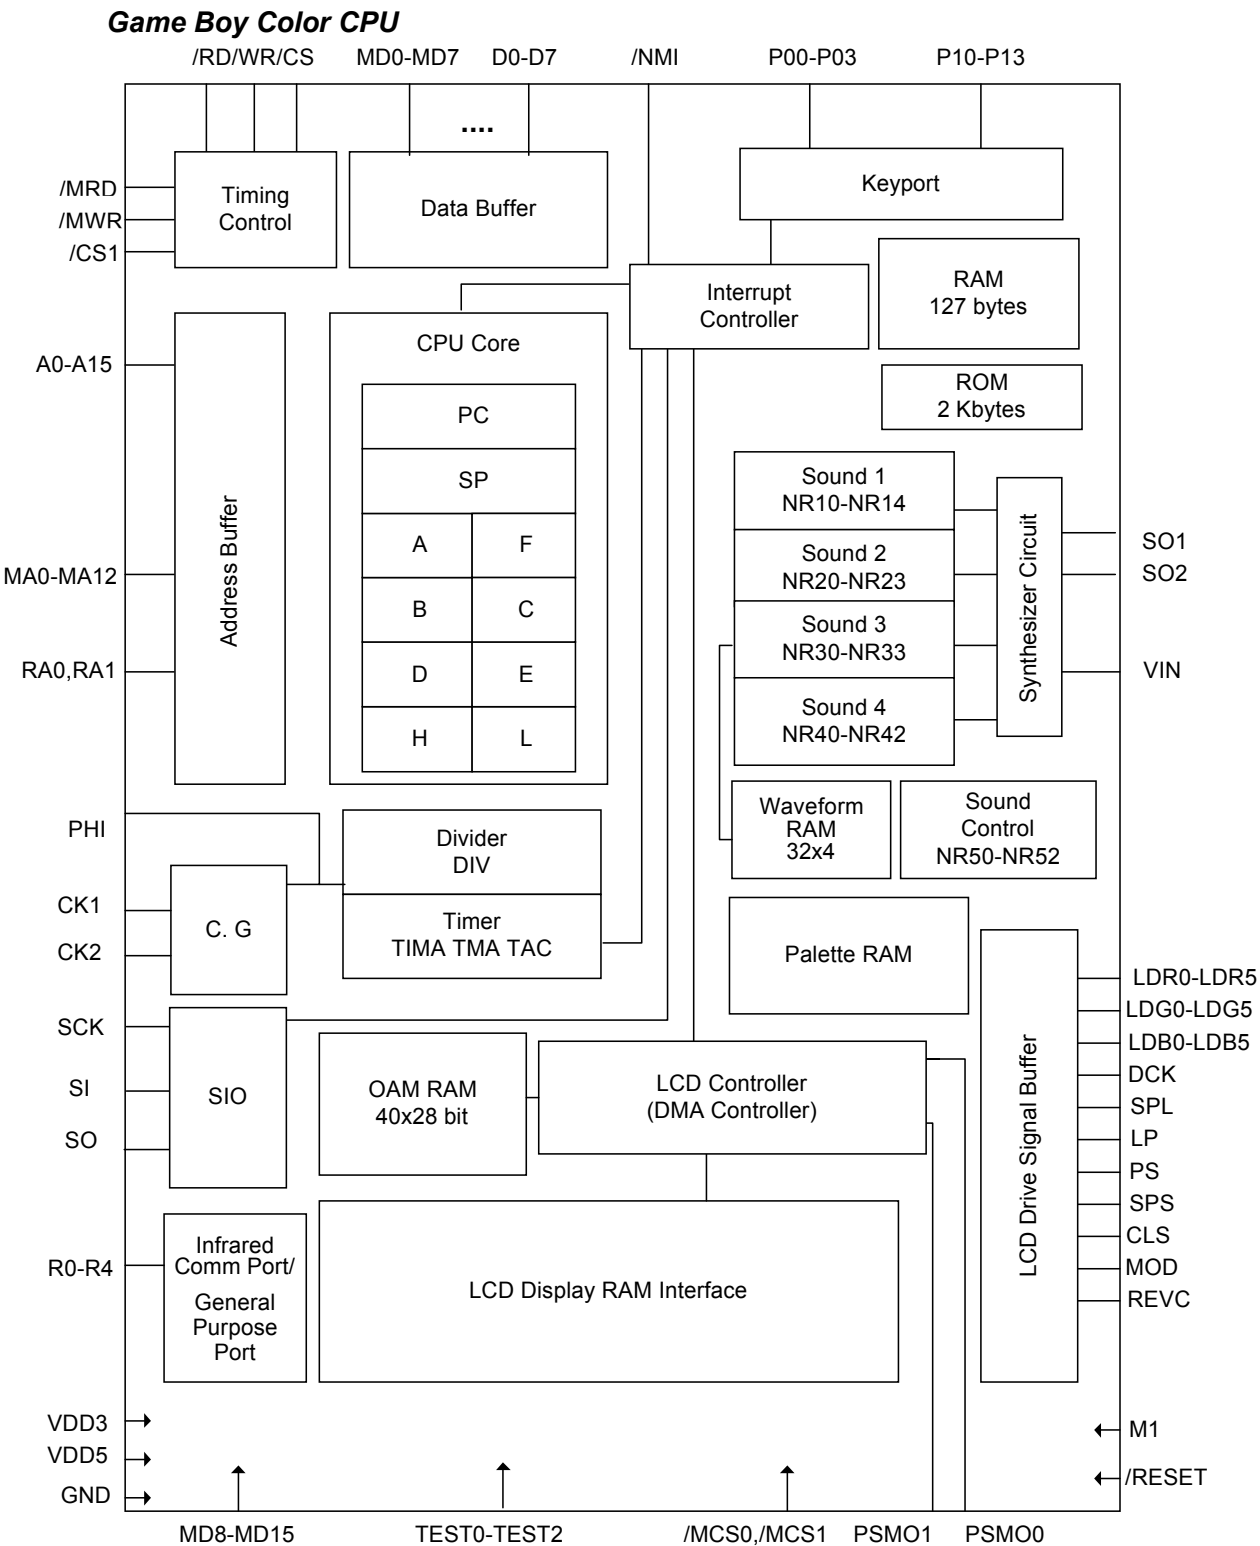 Game Boy Color CPU
/RD/WR/CS
MD0-MD7
D0-D7
/NMI
P00-P03
P10-P13
....
/MRD
/MWR
/CS1
Timing
Control
Data Buffer
Keyport
Interrupt
Controller
RAM
127 bytes
ROM
2 Kbytes
A0-A15
MA0-MA12
RA0,RA1
Address Buffer
CPU Core
PC
SP
A
F
B
C
D
E
H
L
Sound 1
NR10-NR14
Sound 2
NR20-NR23
Sound 3
NR30-NR33
Sound 4
NR40-NR42
Synthesizer Circuit
SO1
SO2
VIN
Waveform
RAM
32x4
Sound
Control
NR50-NR52
PHI
CK1
CK2
C. G
Divider
DIV
Timer
TIMA TMA TAC
Palette RAM
SCK
SI
SO
SIO
OAM RAM
40x28 bit
LCD Controller
(DMA Controller)
LCD Drive Signal Buffer
LDR0-LDR5
LDG0-LDG5
LDB0-LDB5
DCK
SPL
LP
PS
SPS
CLS
MOD
REVC
R0-R4
Infrared
Comm Port/
General
Purpose
Port
LCD Display RAM Interface
VDD3
VDD5
GND
M1
/RESET
MD8-MD15
TEST0-TEST2
/MCS0,/MCS1
PSMO1
PSMO0